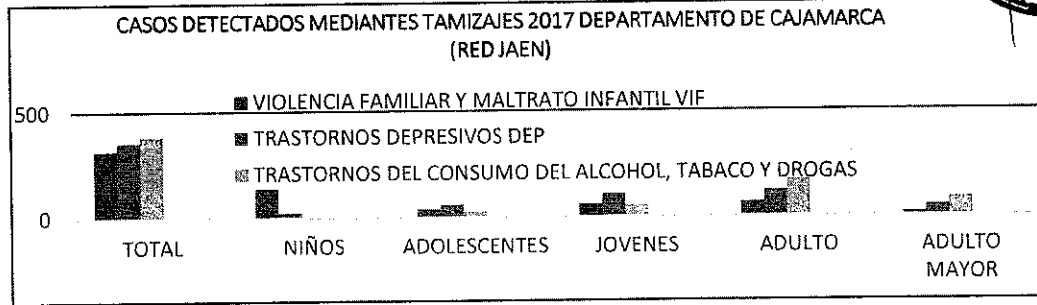 CASOS DETECTADOS MEDIANTES TAMIZAJES 2017 DEPARTAMENTO DE CAJAMARCA
(RED JAEN)
VIOLENCIA FAMILIAR Y MALTRATO INFANTIL VIF
500
TRASTORNOS DEPRESIVOS DEP
TRASTORNOS DEL CONSUMO DEL ALCOHOL, TABACO Y DROGAS
0
TOTAL NIÑOS ADOLESCENTES JOVENES ADULTO ADULTO
MAYOR